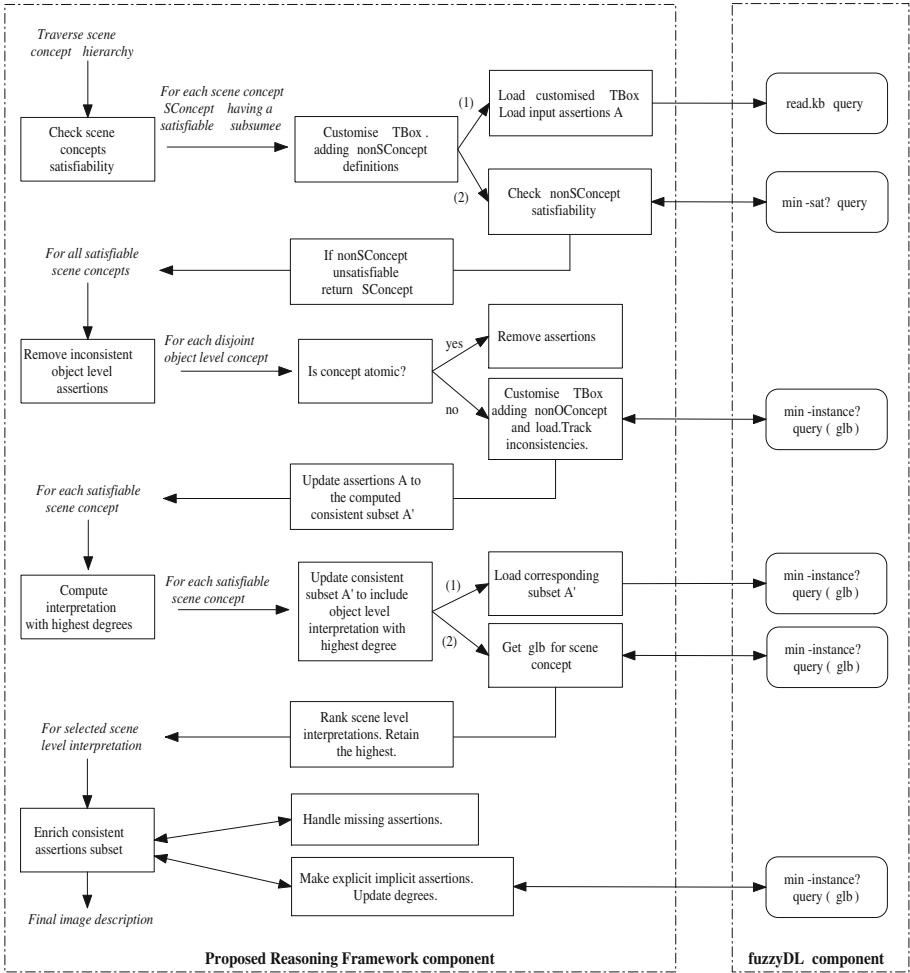 Traverse scene
concept hierarchy
Check scene
concepts
satisfiability
For each scene concept
SConcept having a
satisfiable subsumee
Customise TBox .
adding nonSConcept
definitions
(1)
Load customised TBox
Load input assertions A
read.kb query
(2)
Check nonSConcept
satisfiability
min -sat? query
If nonSConcept
unsatisfiable
return SConcept
For all satisfiable
scene concepts
Remove inconsistent
object level
assertions
For each disjoint
object level concept
Is concept atomic?
yes
Remove assertions
no
Customise TBox
adding nonOConcept
and load.Track
inconsistencies.
min -instance?
query ( glb )
Update assertions A to
the computed
consistent subset A'
For each satisfiable
scene concept
Compute
interpretation
with highest degrees
For each satisfiable
scene concept
Update consistent
subset A' to include
object level
interpretation with
highest degree
(1)
Load corresponding
subset A'
min -instance?
query ( glb )
(2)
Get glb for scene
concept
min -instance?
query ( glb )
Rank scene level
interpretations. Retain
the highest.
For selected scene
level interpretation
Enrich consistent
assertions subset
Handle missing assertions.
Make explicit implicit assertions.
Update degrees.
min -instance?
query ( glb )
Final image description
Proposed Reasoning Framework component
fuzzyDL component